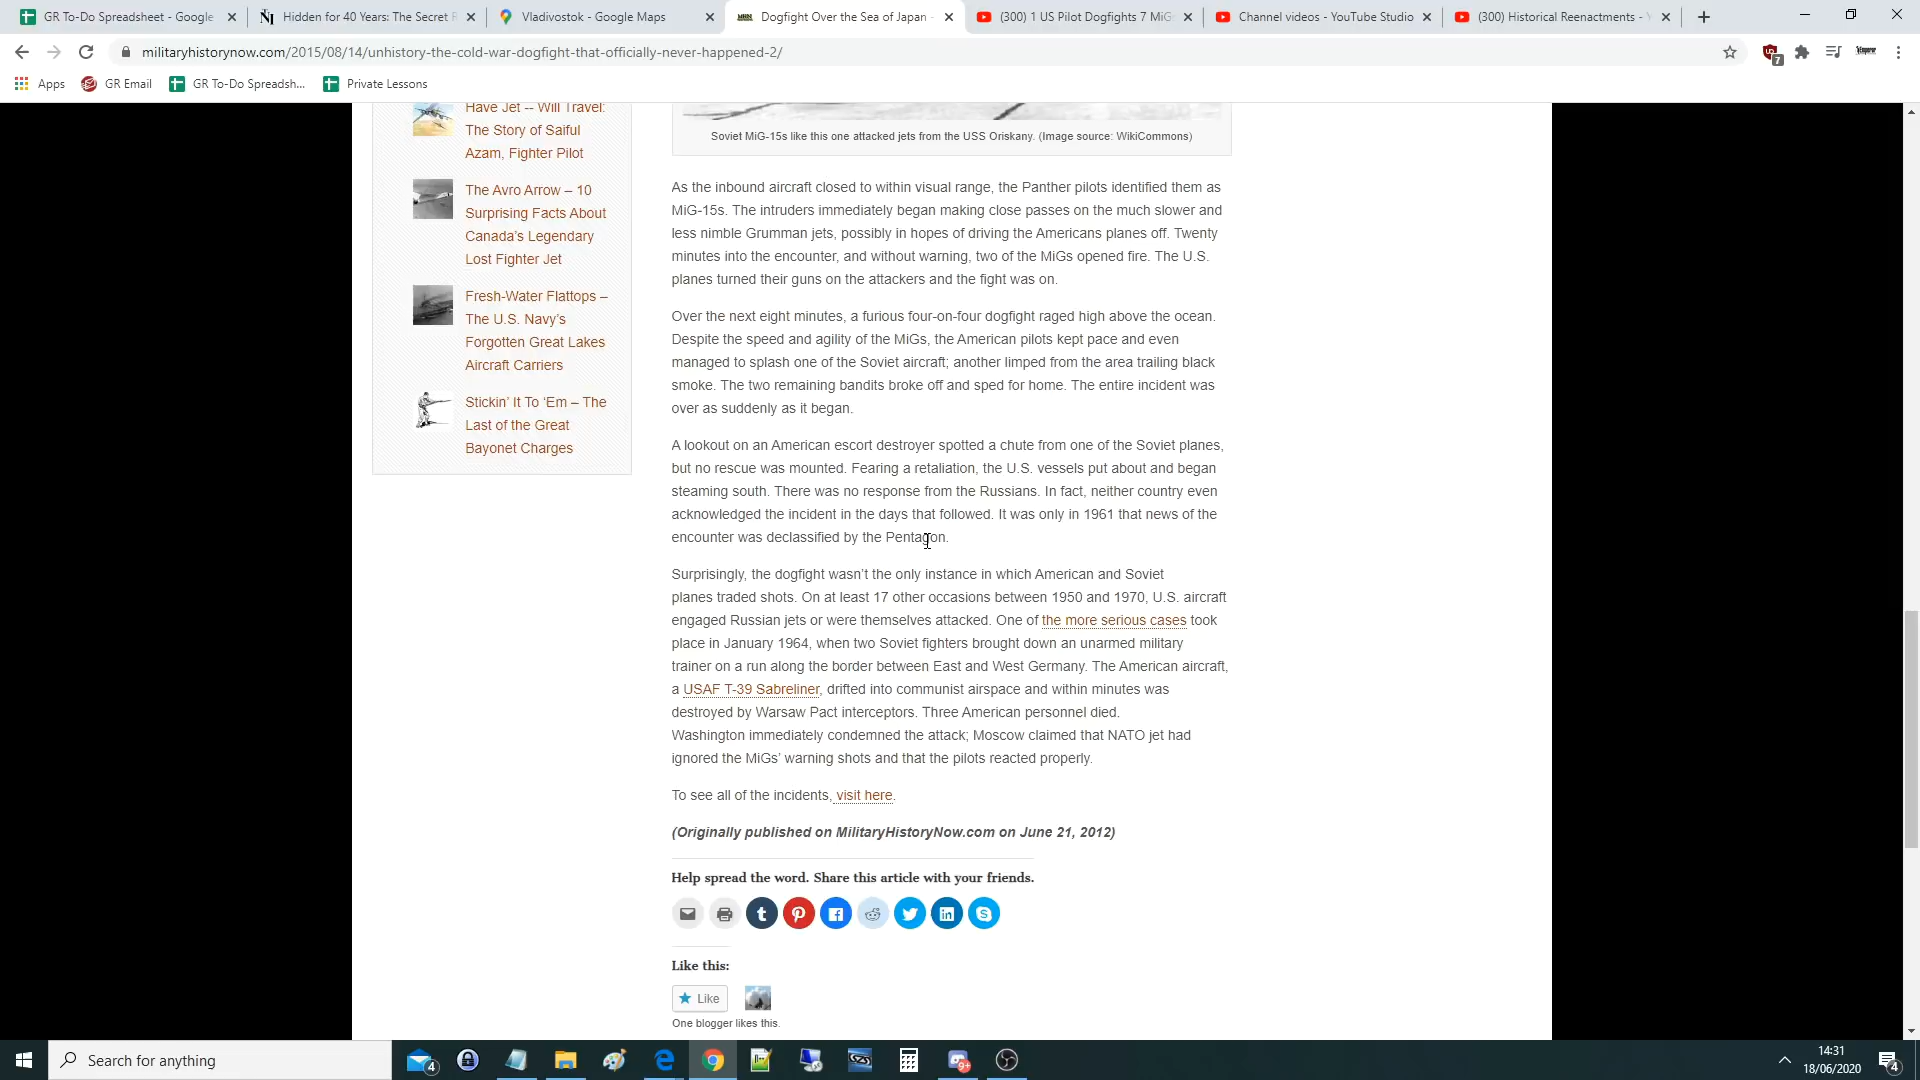 GR To-Do Spreadsheet - Google
Hidden for 40 Years: The Secret
Vladivostok - Google Maps
Dogfight Over the Sea of Japan
(300) 1 US Pilot Dogfights 7 MiG
Channel videos - YouTube Studio
(300) Historical Reenactments -
militaryhistorynow.com/2015/08/14/unhistory-the-cold-war-dogfight-that-officially-never-happened-2/
7
Apps
GR Email
GR To-Do Spreadsh...
Private Lessons
Have Jet -- Will Travel:
The Story of Saiful
Azam, Fighter Pilot
The Avro Arrow – 10
Surprising Facts About
Canada's Legendary
Lost Fighter Jet
Fresh-Water Flattops –
The U.S. Navy's
Forgotten Great Lakes
Aircraft Carriers
Stickin' It To 'Em – The
Last of the Great
Bayonet Charges
Soviet MiG-15s like this one attacked jets from the USS Oriskany. (Image source: WikiCommons)
As the inbound aircraft closed to within visual range, the Panther pilots identified them as
MiG-15s. The intruders immediately began making close passes on the much slower and
less nimble Grumman jets, possibly in hopes of driving the Americans planes off. Twenty
minutes into the encounter, and without warning, two of the MiGs opened fire. The U.S.
planes turned their guns on the attackers and the fight was on.
Over the next eight minutes, a furious four-on-four dogfight raged high above the ocean.
Despite the speed and agility of the MiGs, the American pilots kept pace and even
managed to splash one of the Soviet aircraft; another limped from the area trailing black
smoke. The two remaining bandits broke off and sped for home. The entire incident was
over as suddenly as it began.
A lookout on an American escort destroyer spotted a chute from one of the Soviet planes,
but no rescue was mounted. Fearing a retaliation, the U.S. vessels put about and began
steaming south. There was no response from the Russians. In fact, neither country even
acknowledged the incident in the days that followed. It was only in 1961 that news of the
encounter was declassified by the Pentagon.
Surprisingly, the dogfight wasn't the only instance in which American and Soviet
planes traded shots. On at least 17 other occasions between 1950 and 1970, U.S. aircraft
engaged Russian jets or were themselves attacked. One of the more serious cases took
place in January 1964, when two Soviet fighters brought down an unarmed military
trainer on a run along the border between East and West Germany. The American aircraft,
a USAF T-39 Sabreliner, drifted into communist airspace and within minutes was
destroyed by Warsaw Pact interceptors. Three American personnel died.
Washington immediately condemned the attack; Moscow claimed that NATO jet had
ignored the MiGs' warning shots and that the pilots reacted properly.
To see all of the incidents, visit here.
(Originally published on MilitaryHistoryNow.com on June 21, 2012)
Help spread the word. Share this article with your friends.
Like this:
Like
One blogger likes this.
Search for anything
4
14:31
18/06/2020
4